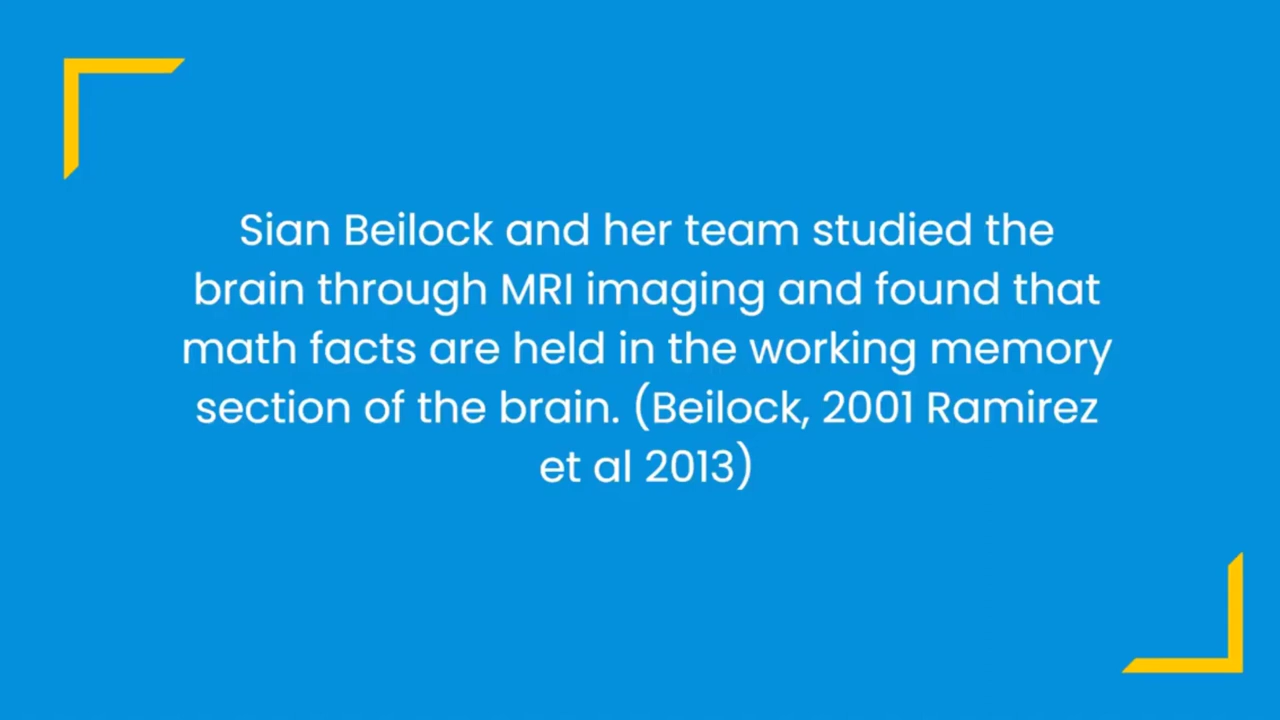 Sian Beilock and her team studied the
brain through MRI imaging and found that
math facts are held in the working memory
section of the brain. (Beilock, 2001 Ramirez
et al 2013)